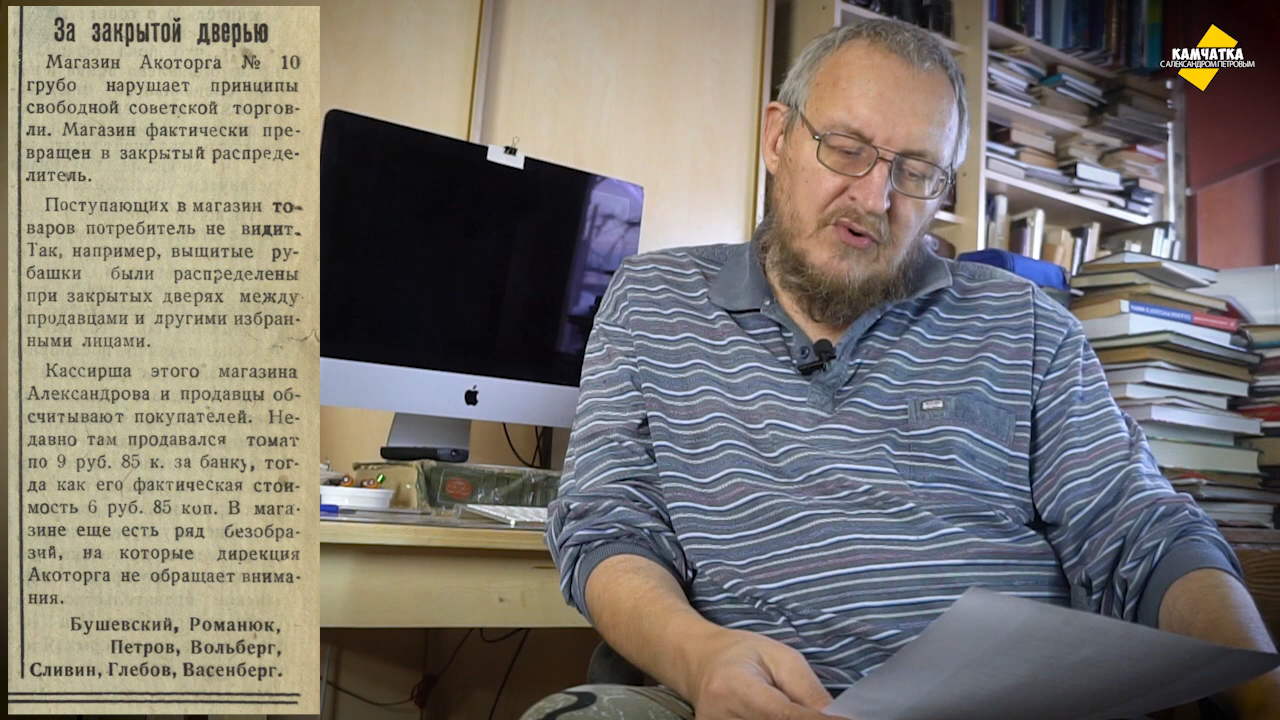 За закрытой дверью
Магазин Акоторга № 10
грубо нарушает принципы
свободной советской торгов-
ли. Магазин фактически пре-
вращен в закрытый распреде-
литель.
Поступающих в магазин то-
варов потребитель не видит.
Так, например, вышитые ру-
башки были распределены
при закрытых дверях между
продавцами и другими избран-
ными лицами.
Кассирша этого магазина
Александрова и продавцы об-
считывают покупателей. Не-
давно там продавался томат
по 9 руб. 85 к. за банку, тог-
да как его фактическая стои-
мость 6 руб. 85 коп. В мага-
зине еще есть ряд безобра-
зий, на которые дирекция
Акоторга не обращает внима-
ния.
Бушевский, Романюк,
Петров, Вольберг,
Сливин, Глебов, Васенберг.
КАМЧАТКА
С АЛЕКСАНДРОМ ПЕТРОВЫМ